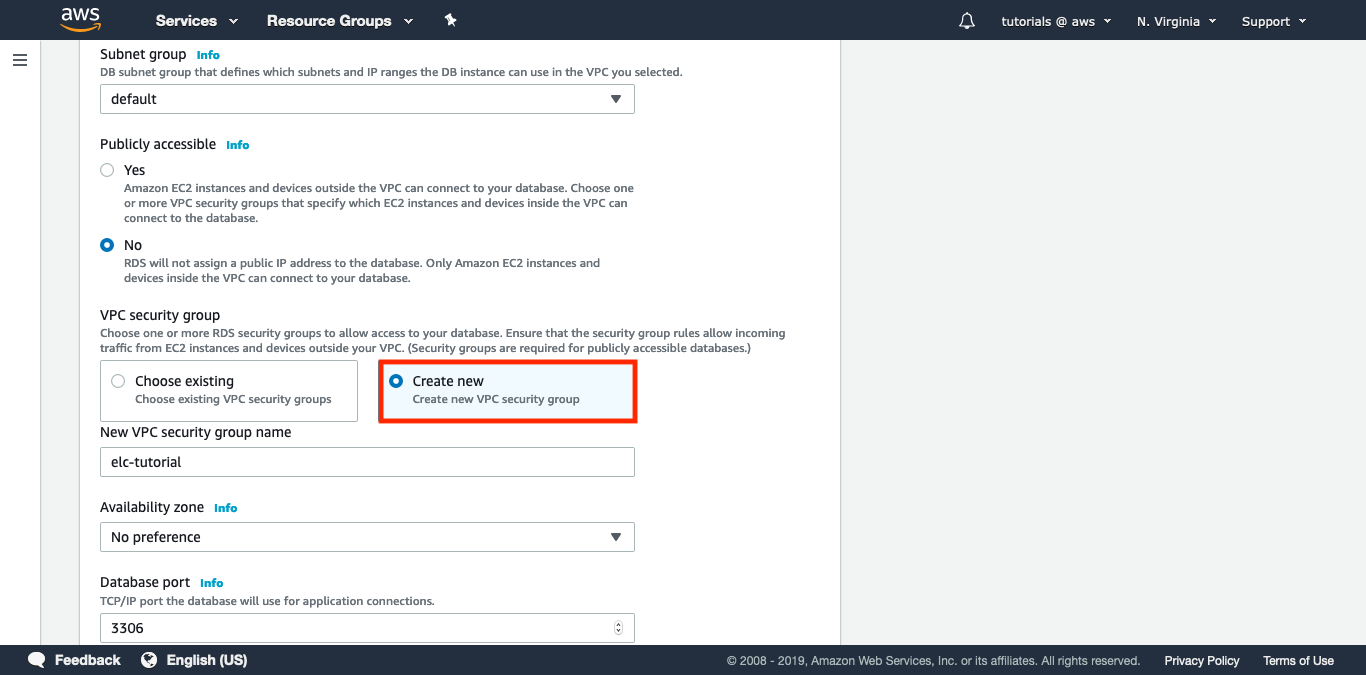 aws Services Resource Groups tutorials @ aws N. Virginia Support
Subnet group Info
DB subnet group that defines which subnets and IP ranges the DB instance can use in the VPC you selected.
default
Publicly accessible Info
Yes
Amazon EC2 instances and devices outside the VPC can connect to your database. Choose one
or more VPC security groups that specify which EC2 instances and devices inside the VPC can
connect to the database.
No
RDS will not assign a public IP address to the database. Only Amazon EC2 instances and
devices inside the VPC can connect to your database.
VPC security group
Choose one or more RDS security groups to allow access to your database. Ensure that the security group rules allow incoming
traffic from EC2 instances and devices outside your VPC. (Security groups are required for publicly accessible databases.)
Choose existing
Choose existing VPC security groups
Create new
Create new VPC security group
New VPC security group name
elc-tutorial
Availability zone Info
No preference
Database port Info
TCP/IP port the database will use for application connections.
3306
Feedback English (US) © 2008 - 2019, Amazon Web Services, Inc. or its affiliates. All rights reserved. Privacy Policy Terms of Use